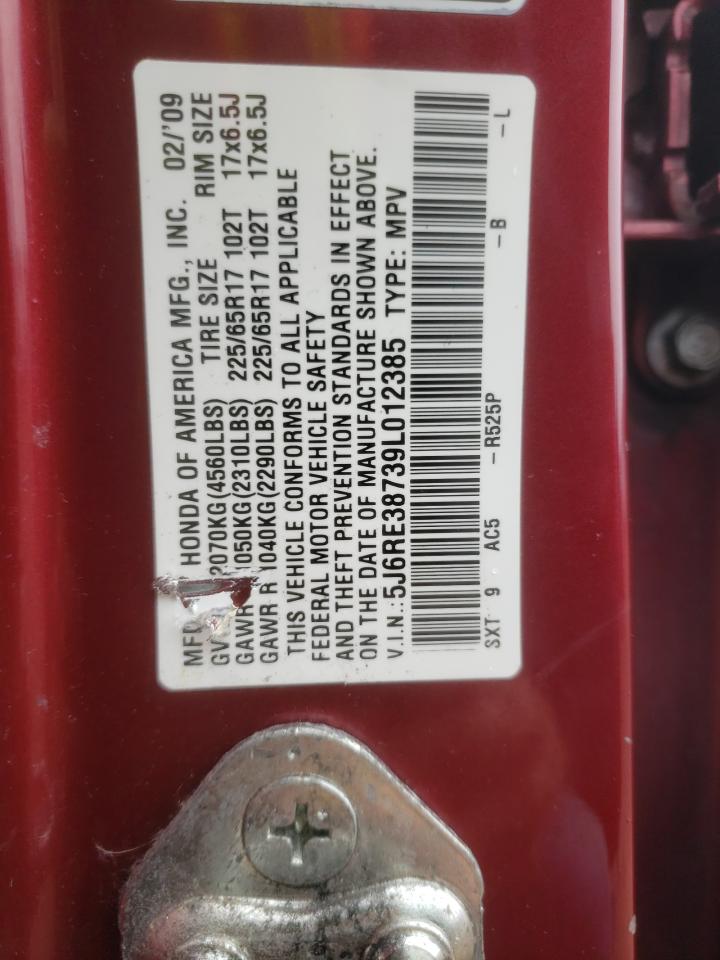 MFD HONDA OF AMERICA MFG., INC. 02/'09
GV 2070KG(4560LBS) TIRE SIZE RIM SIZE
GAWR 1050KG(2310LBS) 225/65R17 102T 17x6.5J
GAWR R 1040KG(2290LBS) 225/65R17 102T 17x6.5J
THIS VEHICLE CONFORMS TO ALL APPLICABLE
FEDERAL MOTOR VEHICLE SAFETY
AND THEFT PREVENTION STANDARDS IN EFFECT
ON THE DATE OF MANUFACTURE SHOWN ABOVE.
V.I.N.:5J6RE38739L012385 TYPE: MPV
SXT 9 AC5 -R525P -B -L